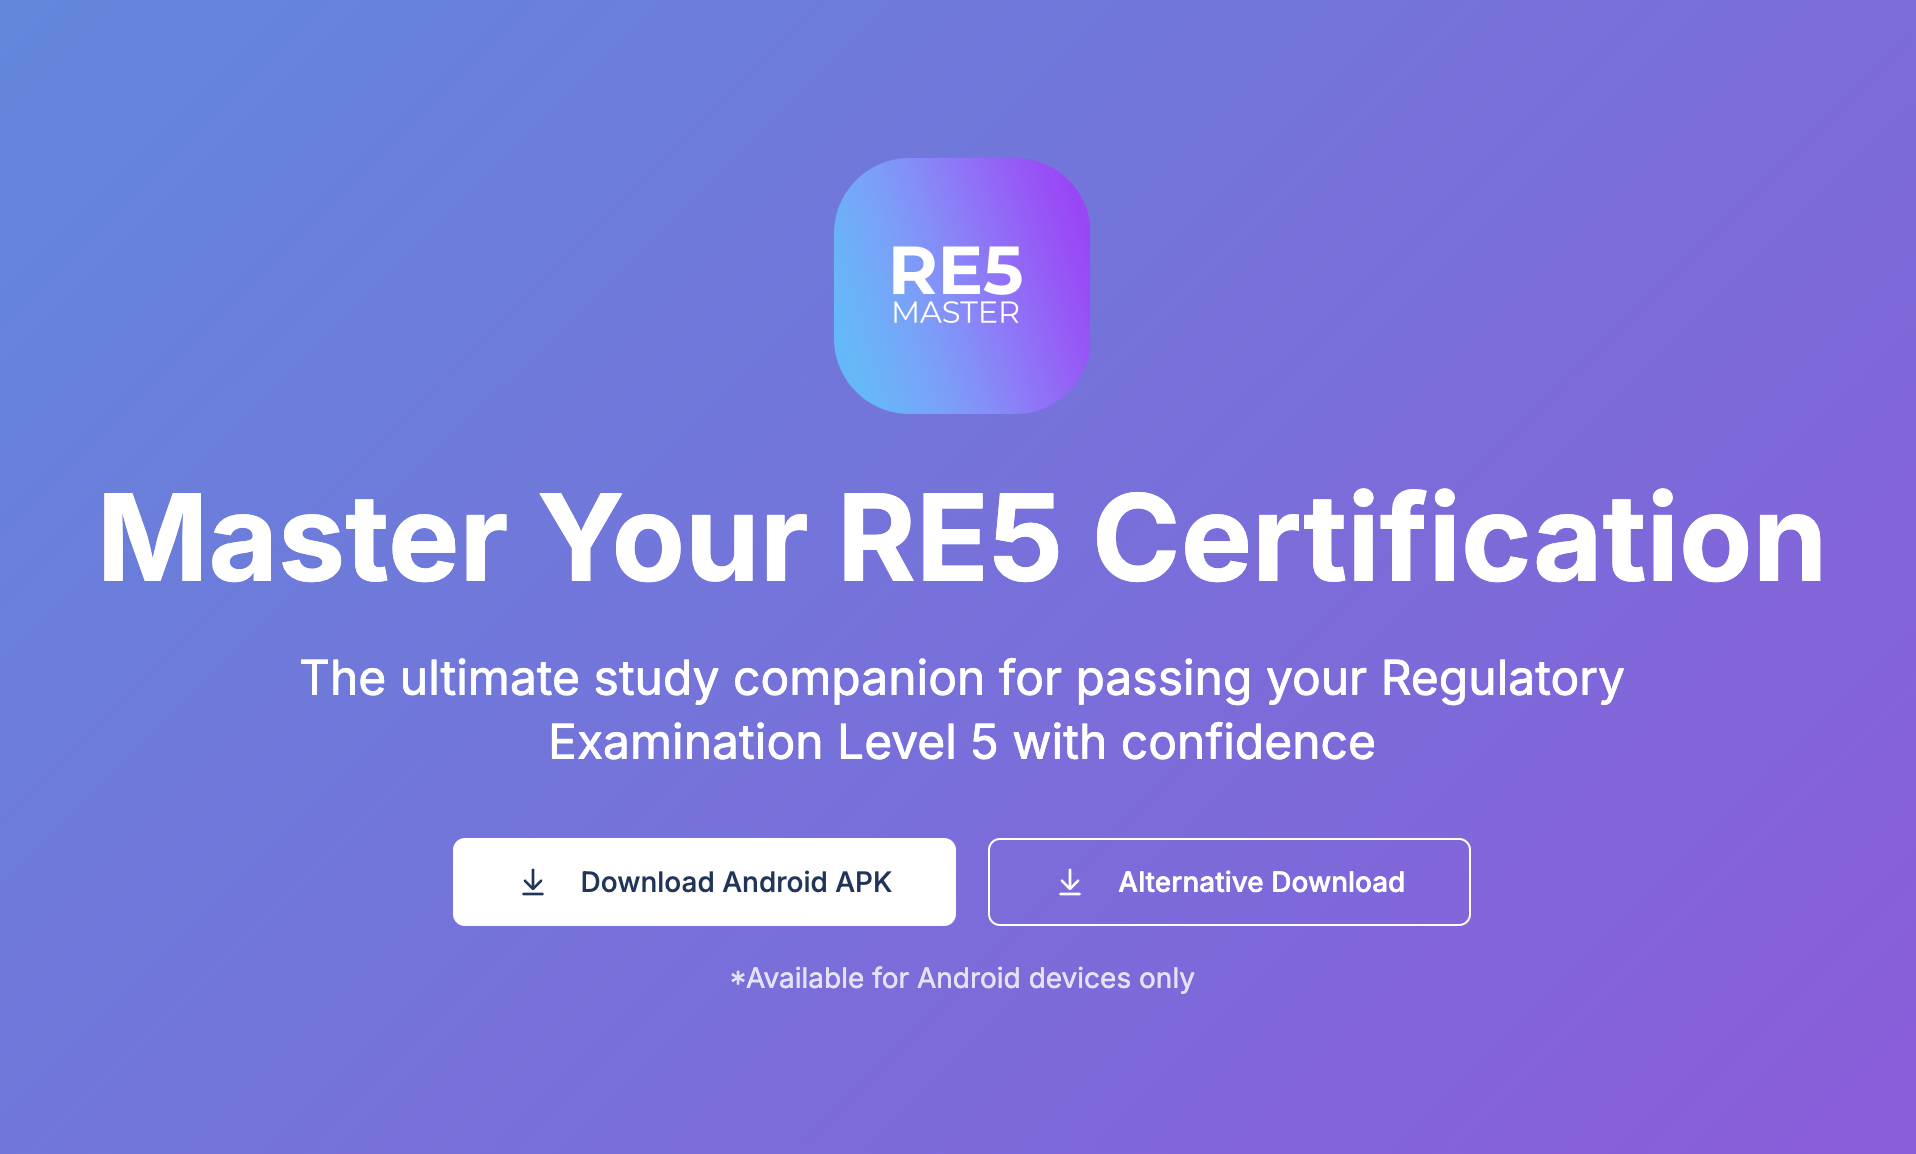 RE5
MASTER
Master Your RE5 Certification
The ultimate study companion for passing your Regulatory
Examination Level 5 with confidence
Download Android APK
Alternative Download
*Available for Android devices only